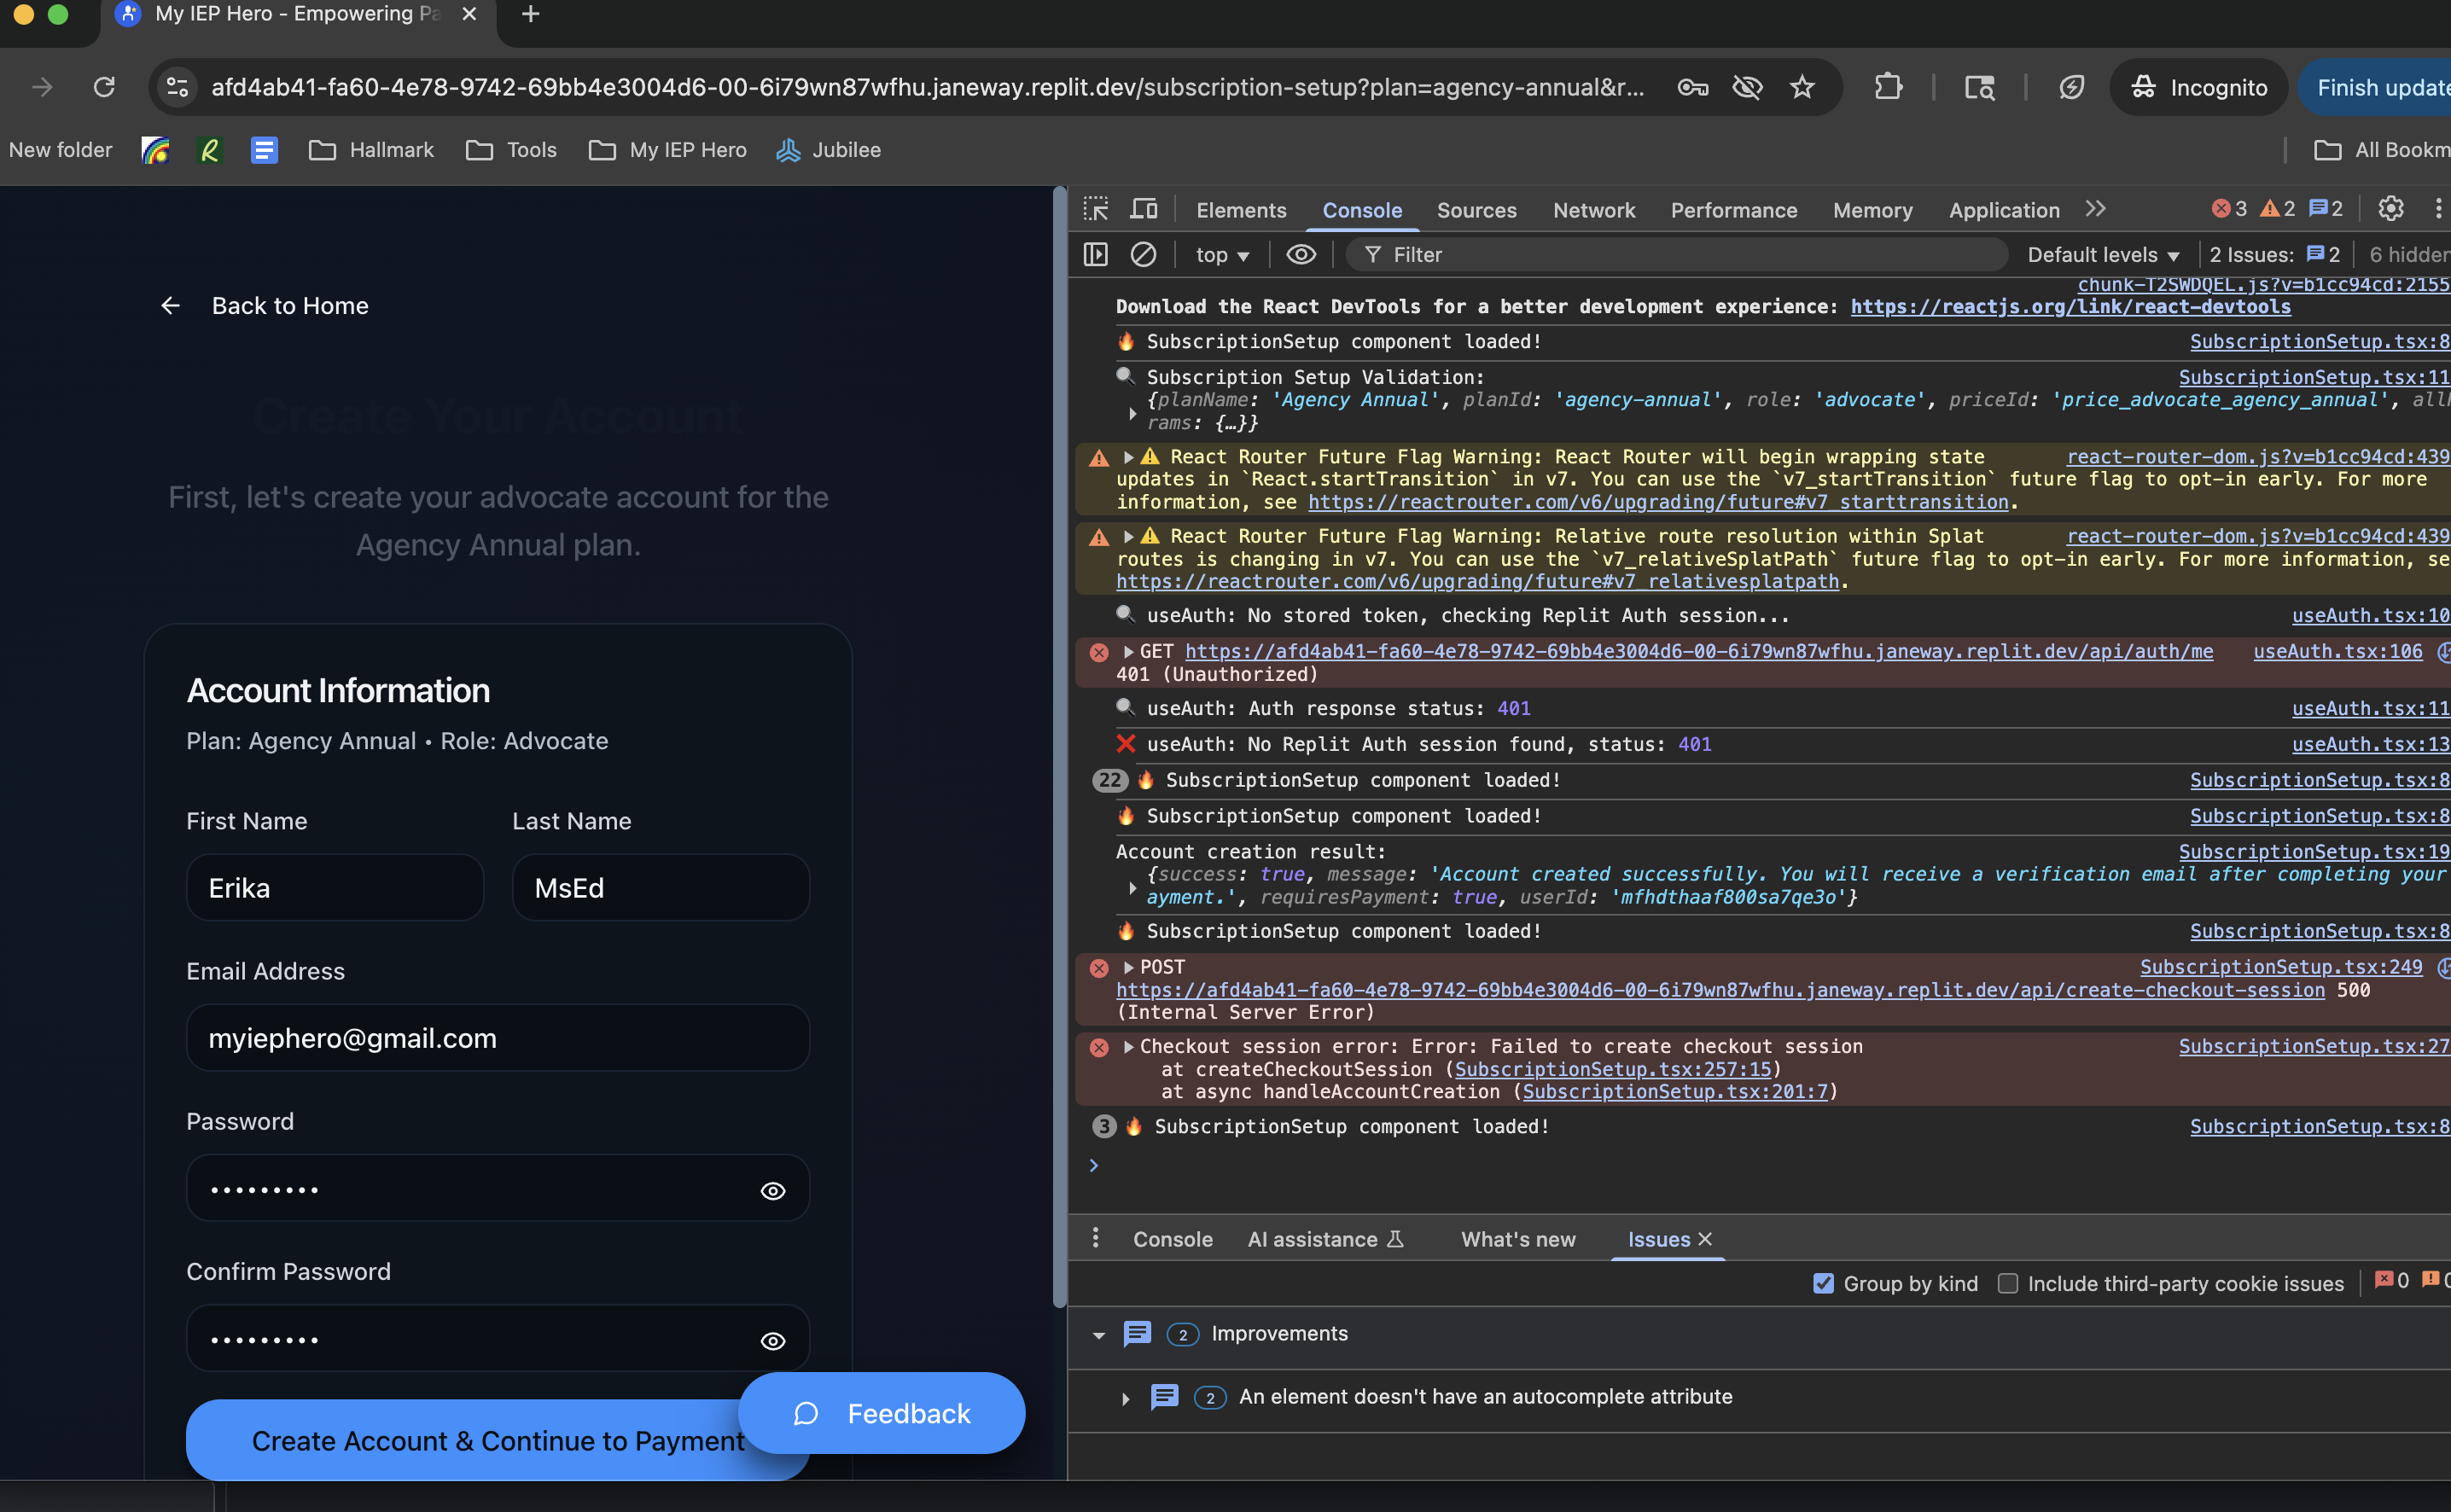 My IEP Hero - Empowering Pa
afd4ab41-fa60-4e78-9742-69bb4e3004d6-00-6i79wn87wfhu.janeway.replit.dev/subscription-setup?plan=agency-annual&r...
Incognito
Finish update
New folder
Hallmark
Tools
My IEP Hero
Jubilee
All Bookm
Back to Home
Create Your Account
First, let's create your advocate account for the
Agency Annual plan.
Account Information
Plan: Agency Annual • Role: Advocate
First Name
Last Name
Erika
MsEd
Email Address
myiephero@gmail.com
Password
•••••••••
Confirm Password
•••••••••
Create Account & Continue to Payment
Feedback
Elements Console Sources Network Performance Memory Application
3 2 2
top
Filter
Default levels
2 Issues: 2
6 hidden
chunk-T2SWDQEL.js?v=b1cc94cd:2155
Download the React DevTools for a better development experience: https://reactjs.org/link/react-devtools
🔥 SubscriptionSetup component loaded! SubscriptionSetup.tsx:8
🔍 Subscription Setup Validation: SubscriptionSetup.tsx:11
{planName: 'Agency Annual', planId: 'agency-annual', role: 'advocate', priceId: 'price_advocate_agency_annual', all
rams: {…}}
⚠️ React Router Future Flag Warning: React Router will begin wrapping state react-router-dom.js?v=b1cc94cd:439
updates in `React.startTransition` in v7. You can use the `v7_startTransition` future flag to opt-in early. For more
information, see https://reactrouter.com/v6/upgrading/future#v7_starttransition.
⚠️ React Router Future Flag Warning: Relative route resolution within Splat react-router-dom.js?v=b1cc94cd:439
routes is changing in v7. You can use the `v7_relativeSplatPath` future flag to opt-in early. For more information, se
https://reactrouter.com/v6/upgrading/future#v7_relativesplatpath.
🔍 useAuth: No stored token, checking Replit Auth session... useAuth.tsx:10
GET https://afd4ab41-fa60-4e78-9742-69bb4e3004d6-00-6i79wn87wfhu.janeway.replit.dev/api/auth/me useAuth.tsx:106
401 (Unauthorized)
🔍 useAuth: Auth response status: 401 useAuth.tsx:11
❌ useAuth: No Replit Auth session found, status: 401 useAuth.tsx:13
22 🔥 SubscriptionSetup component loaded! SubscriptionSetup.tsx:8
🔥 SubscriptionSetup component loaded! SubscriptionSetup.tsx:8
Account creation result: SubscriptionSetup.tsx:19
{success: true, message: 'Account created successfully. You will receive a verification email after completing your
ayment.', requiresPayment: true, userId: 'mfhdthaaf800sa7qe3o'}
🔥 SubscriptionSetup component loaded! SubscriptionSetup.tsx:8
POST SubscriptionSetup.tsx:249
https://afd4ab41-fa60-4e78-9742-69bb4e3004d6-00-6i79wn87wfhu.janeway.replit.dev/api/create-checkout-session 500
(Internal Server Error)
Checkout session error: Error: Failed to create checkout session SubscriptionSetup.tsx:27
at createCheckoutSession (SubscriptionSetup.tsx:257:15)
at async handleAccountCreation (SubscriptionSetup.tsx:201:7)
3 🔥 SubscriptionSetup component loaded! SubscriptionSetup.tsx:8
Console
AI assistance
What's new
Issues
Group by kind
Include third-party cookie issues
0
2 Improvements
2 An element doesn't have an autocomplete attribute